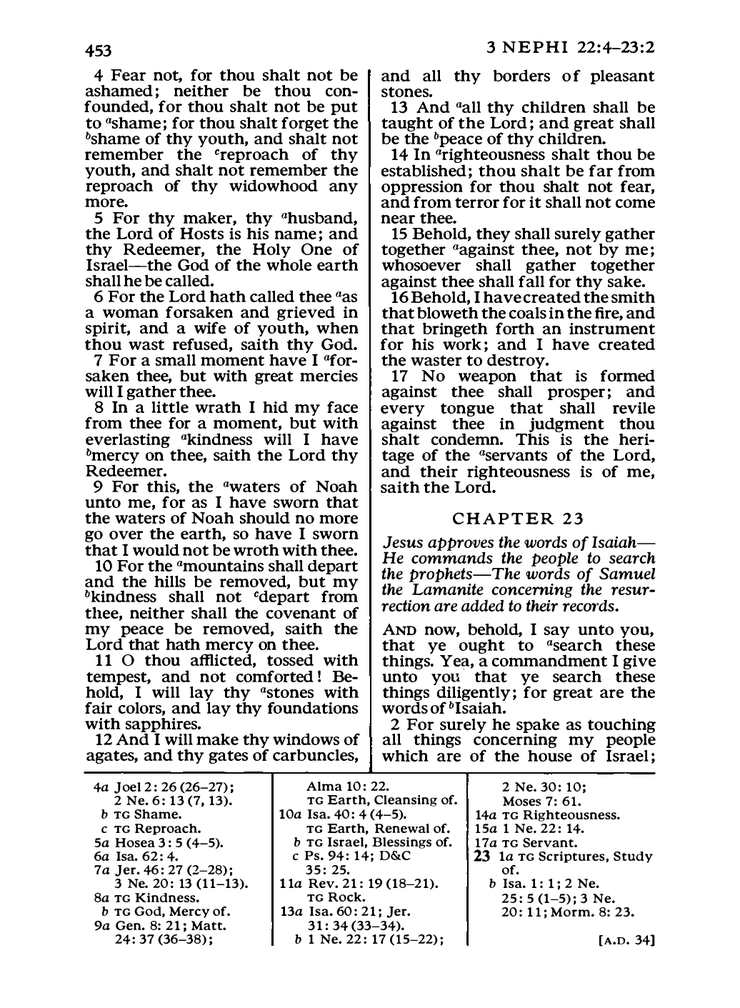 453
3 NEPHI 22:4–23:2
4 Fear not, for thou shalt not be
ashamed; neither be thou con-
founded, for thou shalt not be put
to ᵃshame; for thou shalt forget the
ᵇshame of thy youth, and shalt not
remember the ᶜreproach of thy
youth, and shalt not remember the
reproach of thy widowhood any
more.
5 For thy maker, thy ᵃhusband,
the Lord of Hosts is his name; and
thy Redeemer, the Holy One of
Israel—the God of the whole earth
shall he be called.
6 For the Lord hath called thee ᵃas
a woman forsaken and grieved in
spirit, and a wife of youth, when
thou wast refused, saith thy God.
7 For a small moment have I ᵃfor-
saken thee, but with great mercies
will I gather thee.
8 In a little wrath I hid my face
from thee for a moment, but with
everlasting ᵃkindness will I have
ᵇmercy on thee, saith the Lord thy
Redeemer.
9 For this, the ᵃwaters of Noah
unto me, for as I have sworn that
the waters of Noah should no more
go over the earth, so have I sworn
that I would not be wroth with thee.
10 For the ᵃmountains shall depart
and the hills be removed, but my
ᵇkindness shall not ᶜdepart from
thee, neither shall the covenant of
my peace be removed, saith the
Lord that hath mercy on thee.
11 O thou afflicted, tossed with
tempest, and not comforted! Be-
hold, I will lay thy ᵃstones with
fair colors, and lay thy foundations
with sapphires.
12 And I will make thy windows of
agates, and thy gates of carbuncles,
and all thy borders of pleasant
stones.
13 And ᵃall thy children shall be
taught of the Lord; and great shall
be the ᵇpeace of thy children.
14 In ᵃrighteousness shalt thou be
established; thou shalt be far from
oppression for thou shalt not fear,
and from terror for it shall not come
near thee.
15 Behold, they shall surely gather
together ᵃagainst thee, not by me;
whosoever shall gather together
against thee shall fall for thy sake.
16 Behold, I have created the smith
that bloweth the coals in the fire, and
that bringeth forth an instrument
for his work; and I have created
the waster to destroy.
17 No weapon that is formed
against thee shall prosper; and
every tongue that shall revile
against thee in judgment thou
shalt condemn. This is the heri-
tage of the ᵃservants of the Lord,
and their righteousness is of me,
saith the Lord.
CHAPTER 23
Jesus approves the words of Isaiah—
He commands the people to search
the prophets—The words of Samuel
the Lamanite concerning the resur-
rection are added to their records.
AND now, behold, I say unto you,
that ye ought to ᵃsearch these
things. Yea, a commandment I give
unto you that ye search these
things diligently; for great are the
words of ᵇIsaiah.
2 For surely he spake as touching
all things concerning my people
which are of the house of Israel;
4a Joel 2: 26 (26–27);
2 Ne. 6: 13 (7, 13).
b TG Shame.
c TG Reproach.
5a Hosea 3: 5 (4–5).
6a Isa. 62: 4.
7a Jer. 46: 27 (2–28);
3 Ne. 20: 13 (11–13).
8a TG Kindness.
b TG God, Mercy of.
9a Gen. 8: 21; Matt.
24: 37 (36–38);
Alma 10: 22.
TG Earth, Cleansing of.
10a Isa. 40: 4 (4–5).
TG Earth, Renewal of.
b TG Israel, Blessings of.
c Ps. 94: 14; D&C
35: 25.
11a Rev. 21: 19 (18–21).
TG Rock.
13a Isa. 60: 21; Jer.
31: 34 (33–34).
b 1 Ne. 22: 17 (15–22);
2 Ne. 30: 10;
Moses 7: 61.
14a TG Righteousness.
15a 1 Ne. 22: 14.
17a TG Servant.
23 1a TG Scriptures, Study
of.
b Isa. 1: 1; 2 Ne.
25: 5 (1–5); 3 Ne.
20: 11; Morm. 8: 23.
[A.D. 34]